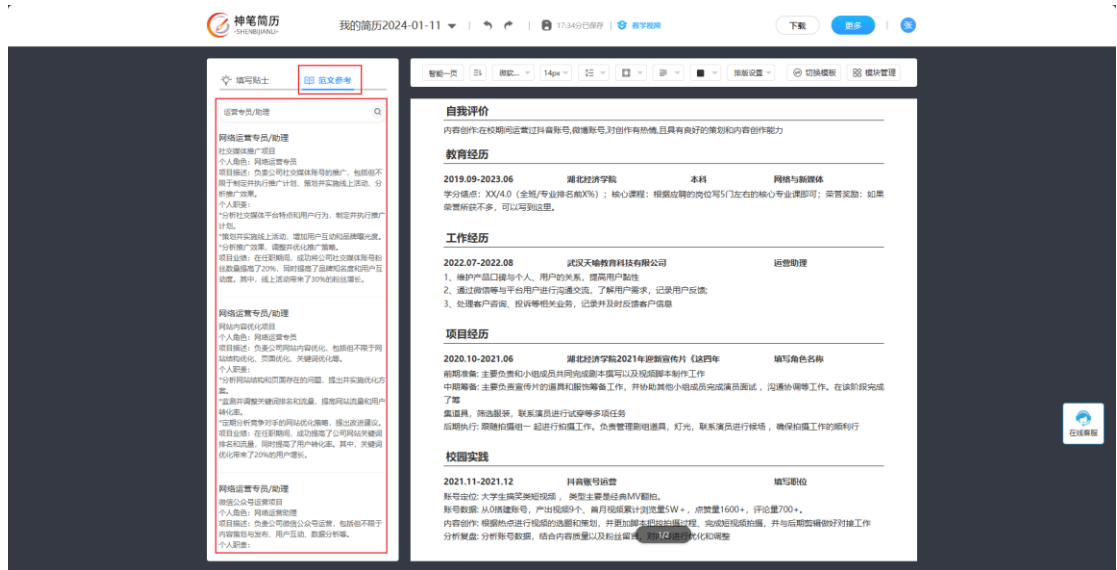 神笔简历
-SHENBIJIANLI-
我的简历2024-01-11
17:34分已保存
教学视频
下载
更多
张
填写贴士
范文参考
运营专员/助理
网络运营专员/助理
社交媒体推广项目
个人角色：网络运营专员
项目描述：负责公司社交媒体账号的推广，包括但不
限于制定并执行推广计划、策划并实施线上活动、分
析推广效果。
个人职责：
*分析社交媒体平台特点和用户行为，制定并执行推广
计划。
*策划并实施线上活动，增加用户互动和品牌曝光度。
*分析推广效果，调整并优化推广策略。
项目业绩：在任职期间，成功将公司社交媒体账号粉
丝数量提高了20%，同时提高了品牌知名度和用户互
动度。其中，线上活动带来了30%的粉丝增长。
网络运营专员/助理
网站内容优化项目
个人角色：网络运营专员
项目描述：负责公司网站内容优化，包括但不限于网
站结构优化、页面优化、关键词优化等。
个人职责：
*分析网站结构和页面存在的问题，提出并实施优化方
案。
*监测并调整关键词排名和流量，提高网站流量和用户
转化率。
*定期分析竞争对手的网站优化策略，提出改进建议。
项目业绩：在任职期间，成功提高了公司网站关键词
排名和流量，同时提高了用户转化率。其中，关键词
优化带来了20%的用户增长。
网络运营专员/助理
微信公众号运营项目
个人角色：网络运营助理
项目描述：负责公司微信公众号运营，包括但不限于
内容策划与发布、用户互动、数据分析等。
个人职责：
智能一页
微软...
14px
排版设置
切换模板
模块管理
自我评价
内容创作:在校期间运营过抖音账号,微博账号,对创作有热情,且具有良好的策划和内容创作能力
教育经历
2019.09-2023.06 湖北经济学院 本科 网络与新媒体
学分绩点：XX/4.0（全班/专业排名前X%）；核心课程：根据应聘的岗位写5门左右的核心专业课即可；荣誉奖励：如果
荣誉所获不多，可以写到这里。
工作经历
2022.07-2022.08 武汉天喻教育科技有限公司 运营助理
1、维护产品口碑与个人、用户的关系，提高用户黏性
2、通过微信等与平台用户进行沟通交流，了解用户需求，记录用户反馈;
3、处理客户咨询、投诉等相关业务，记录并及时反馈客户信息
项目经历
2020.10-2021.06 湖北经济学院2021年迎新宣传片《这四年 填写角色名称
前期准备: 主要负责和小组成员共同完成剧本撰写以及视频脚本制作工作
中期筹备: 主要负责宣传片的道具和服饰筹备工作，并协助其他小组成员完成演员面试 ，沟通协调等工作。在该阶段完成
了筹
集道具，筛选服装，联系演员进行试穿等多项任务
后期执行: 跟随拍摄组一 起进行拍摄工作。负责管理剧组道具，灯光，联系演员进行候场 ，确保拍摄工作的顺利行
校园实践
2021.11-2021.12 抖音账号运营 填写职位
账号定位: 大学生搞笑类短视频 ， 类型主要是经典MV翻拍。
账号数据: 从0搭建账号，产出视频9个、首月视频累计浏览量5W+，点赞量1600+，评论量700+。
内容创作: 根据热点进行视频的选题和策划，并更加脚本把控拍摄过程、完成短视频拍摄，并与后期剪辑做好对接工作
分析复盘: 分析账号数据，结合内容质量以及粉丝留言，对 进行优化和调整
1/2
在线客服